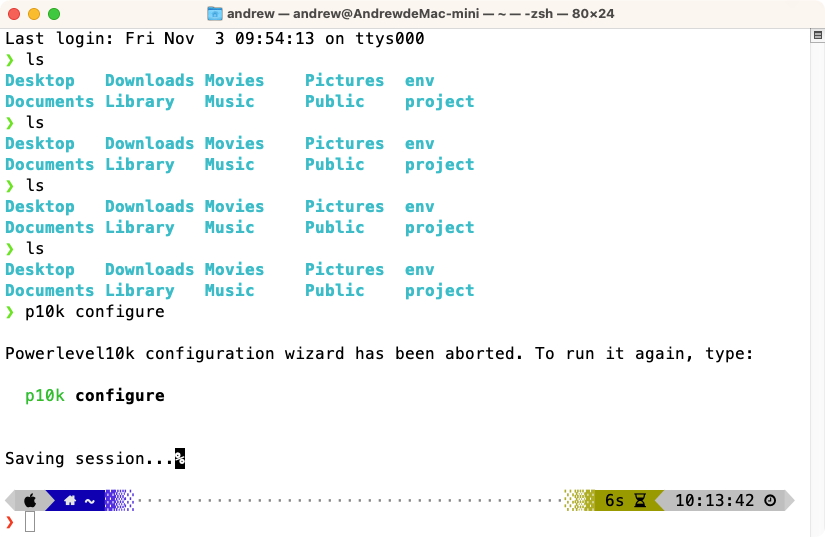 andrew — andrew@AndrewdeMac-mini — ~ — -zsh — 80×24
Last login: Fri Nov  3 09:54:13 on ttys000
❯ ls
Desktop   Downloads Movies    Pictures  env
Documents Library   Music     Public    project
❯ ls
Desktop   Downloads Movies    Pictures  env
Documents Library   Music     Public    project
❯ ls
Desktop   Downloads Movies    Pictures  env
Documents Library   Music     Public    project
❯ ls
Desktop   Downloads Movies    Pictures  env
Documents Library   Music     Public    project
❯ p10k configure
Powerlevel10k configuration wizard has been aborted. To run it again, type:
p10k configure
Saving session...%
~ 6s 10:13:42
❯